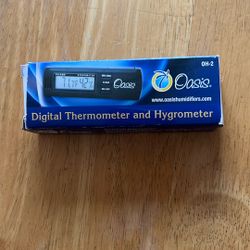 OH-2
Oasis
Oasis
www.oasishumidifiers.com
Digital Thermometer and Hygrometer